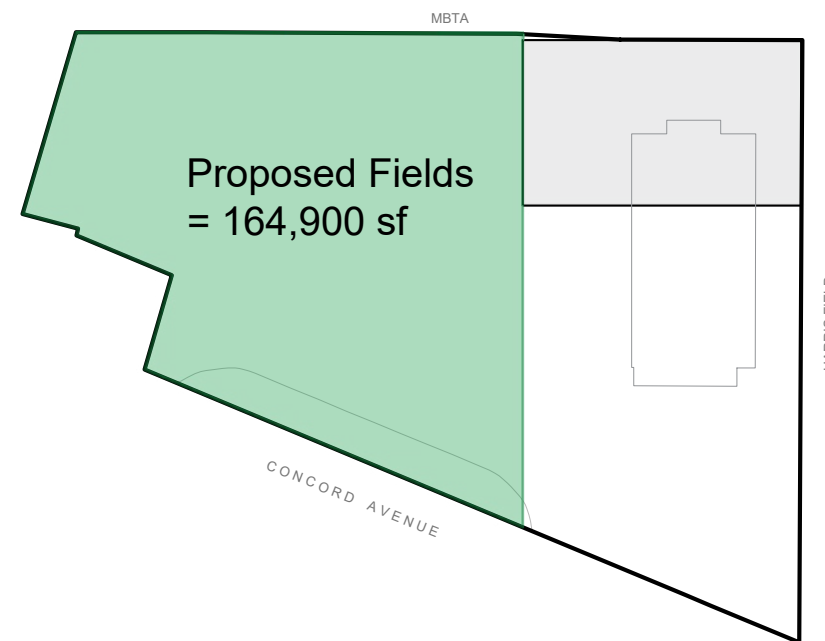 MBTA
Proposed Fields
= 164,900 sf
CONCORD AVENUE